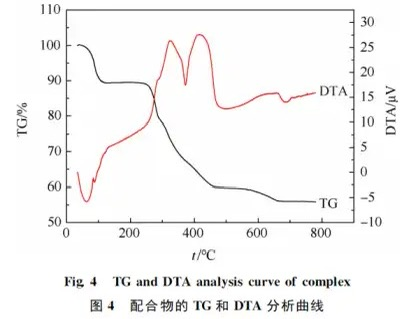 110
100
90
80
70
60
50
TG/%
30
25
20
15
10
5
0
−5
−10
DTA/μV
DTA
TG
0 200 400 600 800
t/°C
Fig. 4 TG and DTA analysis curve of complex
图 4 配合物的 TG 和 DTA 分析曲线